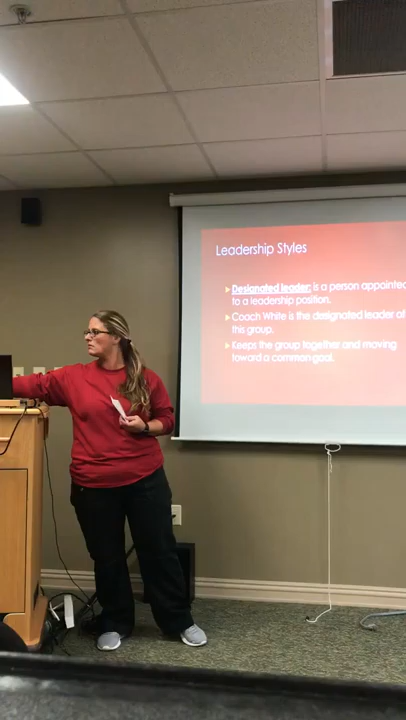 Leadership Styles
Designated leader: is a person appointed
to a leadership position.
Coach White is the designated leader of
this group.
Keeps the group together and moving
toward a common goal.